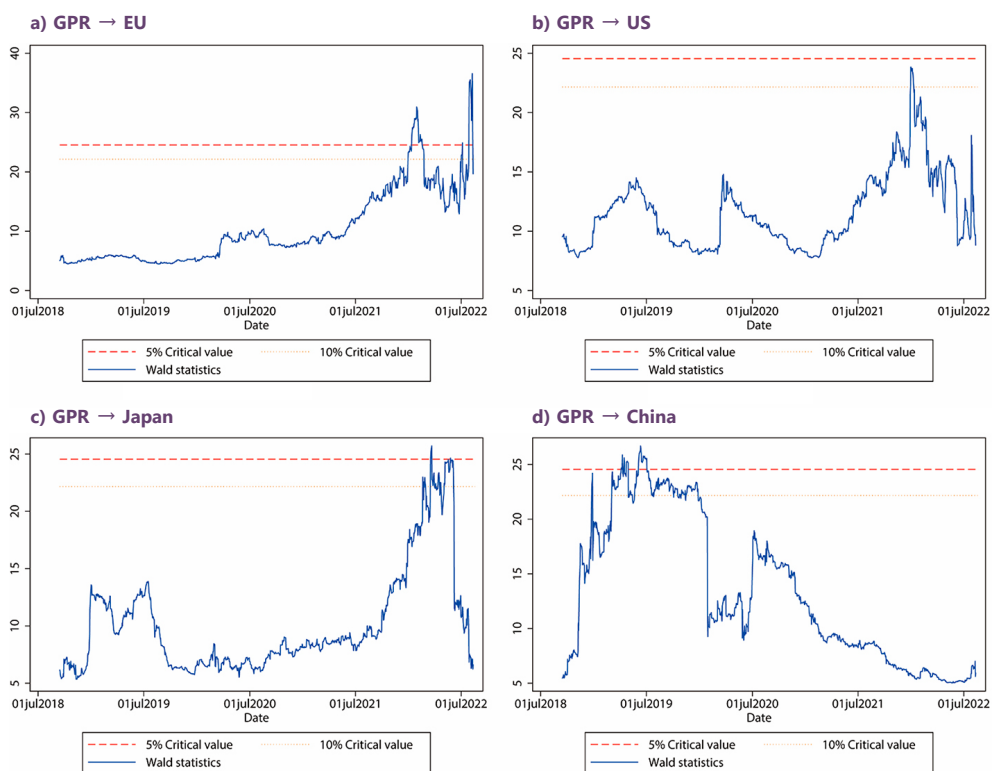 a) GPR → EU
40
30
20
10
0
01jul2018 01jul2019 01jul2020 01jul2021 01jul2022
Date
5% Critical value 10% Critical value
Wald statistics
b) GPR → US
25
20
15
10
5
01jul2018 01jul2019 01jul2020 01jul2021 01jul2022
Date
5% Critical value 10% Critical value
Wald statistics
c) GPR → Japan
25
20
15
10
5
01jul2018 01jul2019 01jul2020 01jul2021 01jul2022
Date
5% Critical value 10% Critical value
Wald statistics
d) GPR → China
25
20
15
10
5
01jul2018 01jul2019 01jul2020 01jul2021 01jul2022
Date
5% Critical value 10% Critical value
Wald statistics